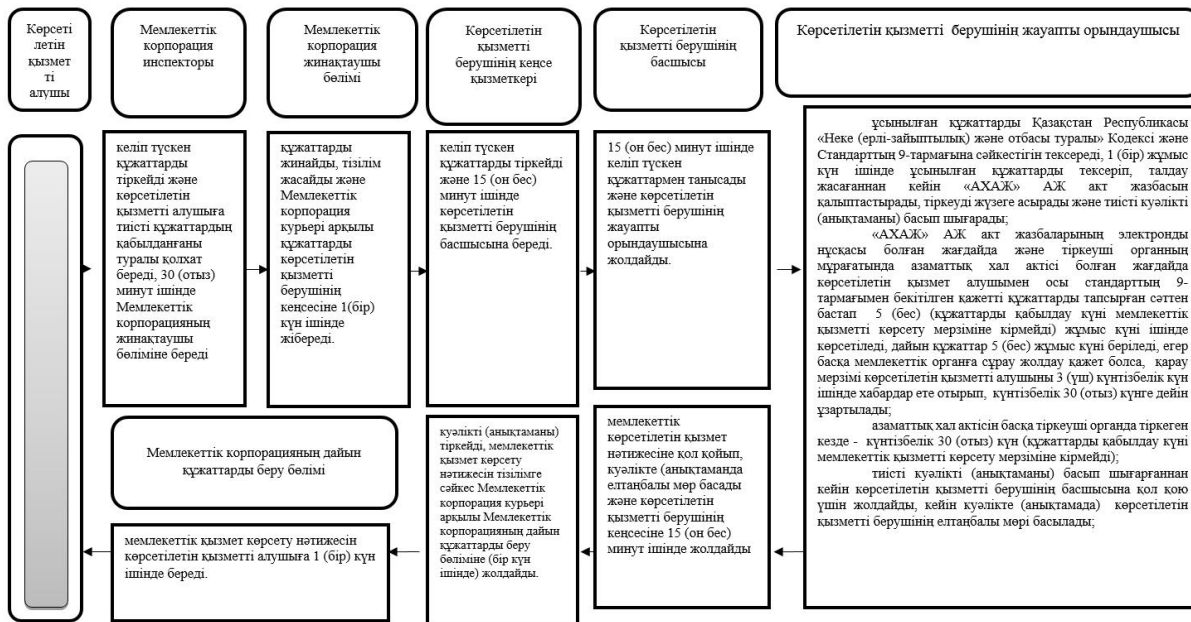 Көрсеті
летін
қызмет
ті
алушы
Мемлекеттік
корпорация
инспекторы
Мемлекеттік
корпорация
жинақтаушы
бөлімі
Көрсетілетін
қызметті
берушінің кеңсе
қызметкері
Көрсетілетін
қызметті берушінің
басшысы
Көрсетілетін қызметті берушінің жауапты орындаушысы
келіп түскен
құжаттарды
тіркейді және
көрсетілетін
қызметті алушыға
тиісті құжаттардың
қабылданғаны
туралы қолхат
береді, 30 (отыз)
минут ішінде
Мемлекеттік
корпорацияның
жинақтаушы
бөліміне береді
құжаттарды
жинайды, тізілім
жасайды және
Мемлекеттік
корпорация
курьері арқылы
құжаттарды
көрсетілетін
қызметті
берушінің
кеңсесіне 1(бір)
күн ішінде
жібереді.
келіп түскен
құжаттарды тіркейді
және 15 (он бес)
минут ішінде
көрсетілетін
қызметті берушінің
басшысына береді.
15 (он бес) минут ішінде
келіп түскен
құжаттармен танысады
және көрсетілетін
қызметті берушінің
жауапты
орындаушысына
жолдайды.
ұсынылған құжаттарды Қазақстан Республикасы
«Неке (ерлі-зайыптылық) және отбасы туралы» Кодексі және
Стандарттың 9-тармағына сәйкестігін тексереді, 1 (бір) жұмыс
күн ішінде ұсынылған құжаттарды тексеріп, талдау
жасағаннан кейін «АХАЖ» АЖ акт жазбасын
қалыптастырады, тіркеуді жүзеге асырады және тиісті куәлікті
(анықтаманы) басып шығарады;
«АХАЖ» АЖ акт жазбаларының электронды
нұсқасы болған жағдайда және тіркеуші органның
мұрағатында азаматтық хал актісі болған жағдайда
көрсетілетін қызмет алушымен осы стандарттың 9-
тармағымен бекітілген қажетті құжаттарды тапсырған сәттен
бастап 5 (бес) (құжаттарды қабылдау күні мемлекеттік
қызметті көрсету мерзіміне кірмейді) жұмыс күні ішінде
көрсетіледі, дайын құжаттар 5 (бес) жұмыс күні беріледі, егер
басқа мемлекеттік органға сұрау жолдау қажет болса, қарау
мерзімі көрсетілетін қызметті алушыны 3 (үш) күнтізбелік күн
ішінде хабардар ете отырып, күнтізбелік 30 (отыз) күнге дейін
ұзартылады;
азаматтық хал актісін басқа тіркеуші органда тіркеген
кезде - күнтізбелік 30 (отыз) күн (құжаттарды қабылдау күні
мемлекеттік қызметті көрсету мерзіміне кірмейді);
тиісті куәлікті (анықтаманы) басып шығарғаннан
кейін көрсетілетін қызметті берушінің басшысына қол қою
үшін жолдайды, кейін куәлікте (анықтамада) көрсетілетін
қызметті берушінің елтаңбалы мөрі басылады;
Мемлекеттік корпорацияның дайын
құжаттарды беру бөлімі
куәлікті (анықтаманы)
тіркейді, мемлекеттік
қызмет көрсету
нәтижесін тізілімге
сәйкес Мемлекеттік
корпорация курьері
арқылы Мемлекеттік
корпорацияның дайын
құжаттарды беру
бөліміне (бір күн
ішінде) жолдайды.
мемлекеттік
көрсетілетін қызмет
нәтижесіне қол қойып,
куәлікте (анықтаманда
елтаңбалы мөр басады
және көрсетілетін
қызметті берушінің
кеңсесіне 15 (он бес)
минут ішінде жолдайды
мемлекеттік қызмет көрсету нәтижесін
көрсетілетін қызметті алушыға 1 (бір) күн
ішінде береді.